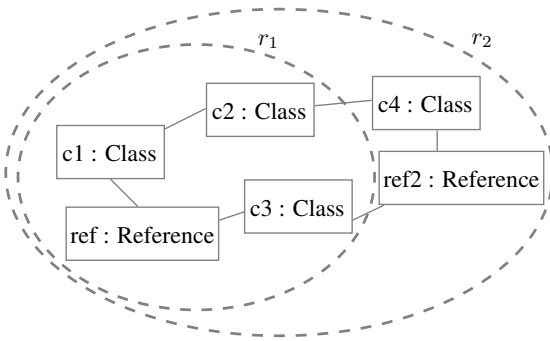 r1
r2
c2 : Class
c4 : Class
c1 : Class
ref2 : Reference
c3 : Class
ref : Reference